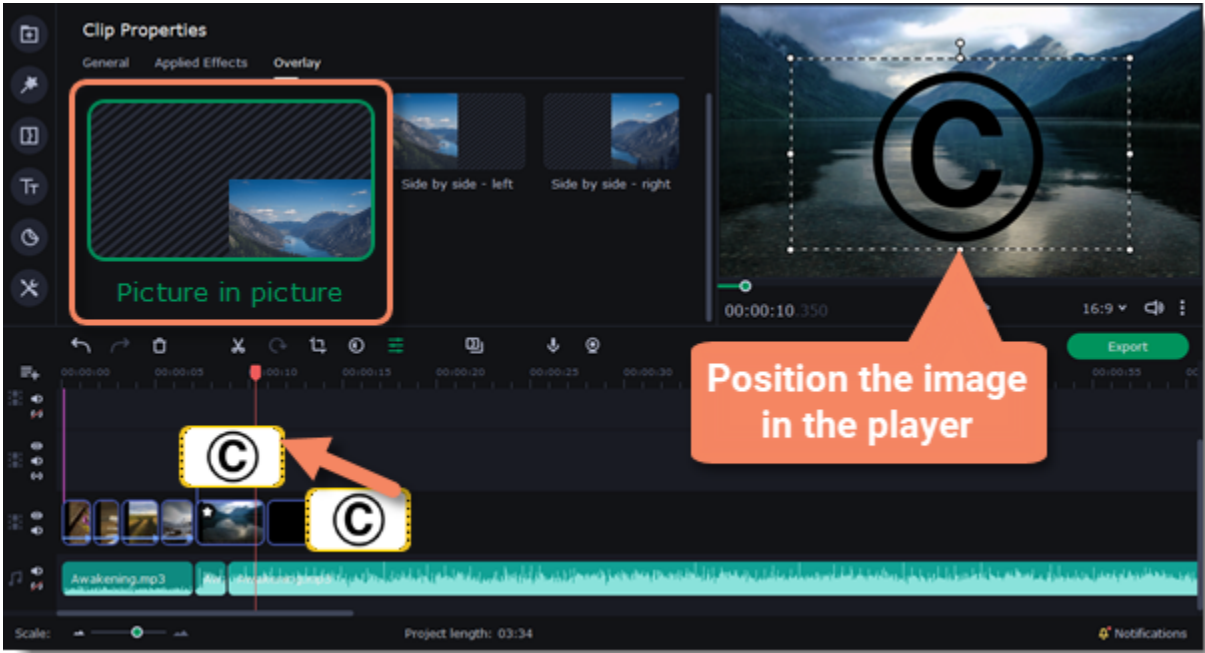 Clip Properties
General Applied Effects Overlay
Side by side - left Side by side - right
Picture in picture
©
00:00:10.350 16:9
Export
00:00:00 00:00:05 00:00:10 00:00:15 00:00:20 00:00:25 00:00:30 00:00:55
Position the image
in the player
©
©
Awakening.mp3
Scale: Project length: 03:34 Notifications